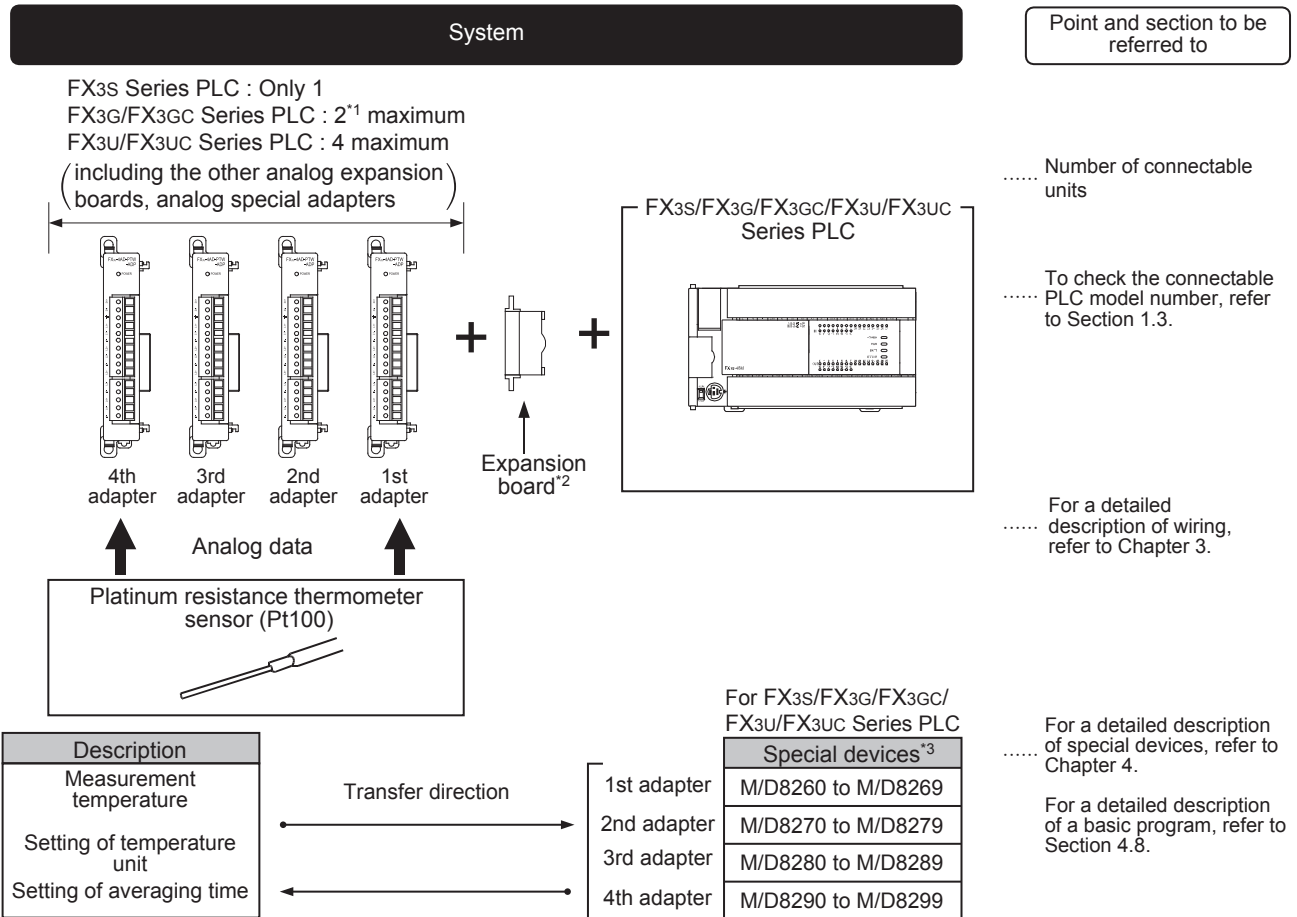 System
Point and section to be
referred to
FX3S Series PLC : Only 1
FX3G/FX3GC Series PLC : 2*1 maximum
FX3U/FX3UC Series PLC : 4 maximum
(including the other analog expansion
boards, analog special adapters)
...... Number of connectable
units
FX3S/FX3G/FX3GC/FX3U/FX3UC
Series PLC
To check the connectable
...... PLC model number, refer
to Section 1.3.
POWER
POWER
POWER
POWER
+
+
4th
adapter
3rd
adapter
2nd
adapter
1st
adapter
Expansion
board*2
For a detailed
...... description of wiring,
refer to Chapter 3.
Analog data
Platinum resistance thermometer
sensor (Pt100)
For FX3S/FX3G/FX3GC/
FX3U/FX3UC Series PLC
Description
Measurement
temperature
Setting of temperature
unit
Setting of averaging time
Transfer direction
Special devices*3
1st adapter M/D8260 to M/D8269
2nd adapter M/D8270 to M/D8279
3rd adapter M/D8280 to M/D8289
4th adapter M/D8290 to M/D8299
For a detailed description
...... of special devices, refer to
Chapter 4.
For a detailed description
of a basic program, refer to
Section 4.8.